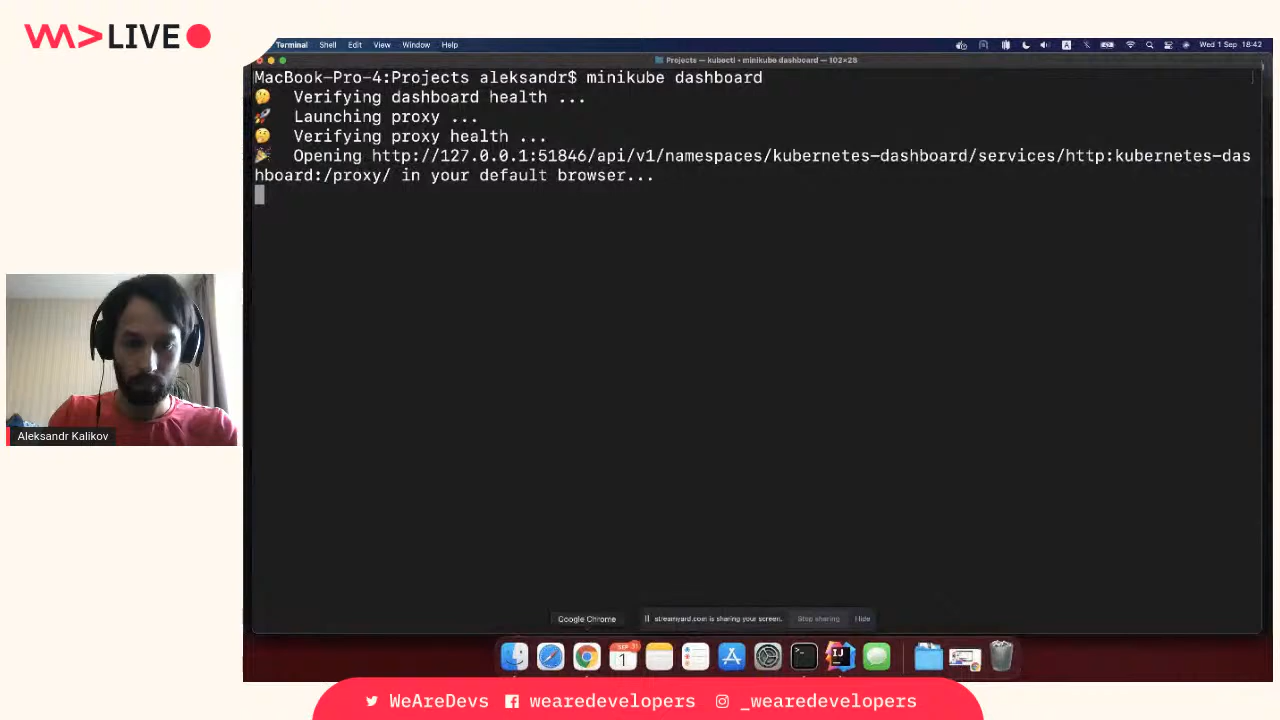 LIVE
Terminal Shell Edit View Window Help
Wed 1 Sep 18:42
Projects — kubectl • minikube dashboard — 102×28
MacBook-Pro-4:Projects aleksandr$ minikube dashboard
🤔 Verifying dashboard health ...
🚀 Launching proxy ...
🤔 Verifying proxy health ...
🎉 Opening http://127.0.0.1:51846/api/v1/namespaces/kubernetes-dashboard/services/http:kubernetes-das
hboard:/proxy/ in your default browser...
Aleksandr Kalikov
Google Chrome
streamyard.com is sharing your screen.
Stop sharing
Hide
SEP
1
IJ
WeAreDevs
wearedevelopers
_wearedevelopers